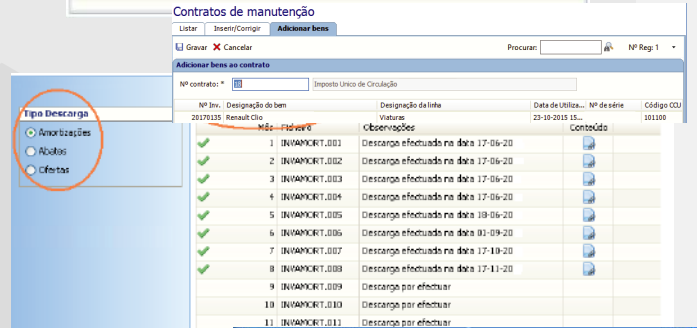 Contratos de manutenção
Listar Inserir/Corrigir Adicionar bens
Gravar Cancelar Procurar: Nº Reg: 1
Adicionar bens ao contrato
Nº contrato: * Imposto Unico de Circulação
Nº Inv. Designação do bem Designação da linha Data de Utiliza... Nº de série Código CCU
20170135 Renault Clio Viaturas 23-10-2015 15... 101100
Tipo Descarga
Amortizações
Abates
Ofertas
Mês Ficheiro Observações Conteúdo
1 INVAMORT.001 Descarga efectuada na data 17-06-20
2 INVAMORT.002 Descarga efectuada na data 17-06-20
3 INVAMORT.003 Descarga efectuada na data 17-06-20
4 INVAMORT.004 Descarga efectuada na data 17-06-20
5 INVAMORT.005 Descarga efectuada na data 18-06-20
6 INVAMORT.006 Descarga efectuada na data 01-09-20
7 INVAMORT.007 Descarga efectuada na data 17-10-20
8 INVAMORT.008 Descarga efectuada na data 17-11-20
9 INVAMORT.009 Descarga por efectuar
10 INVAMORT.010 Descarga por efectuar
11 INVAMORT.011 Descarga por efectuar